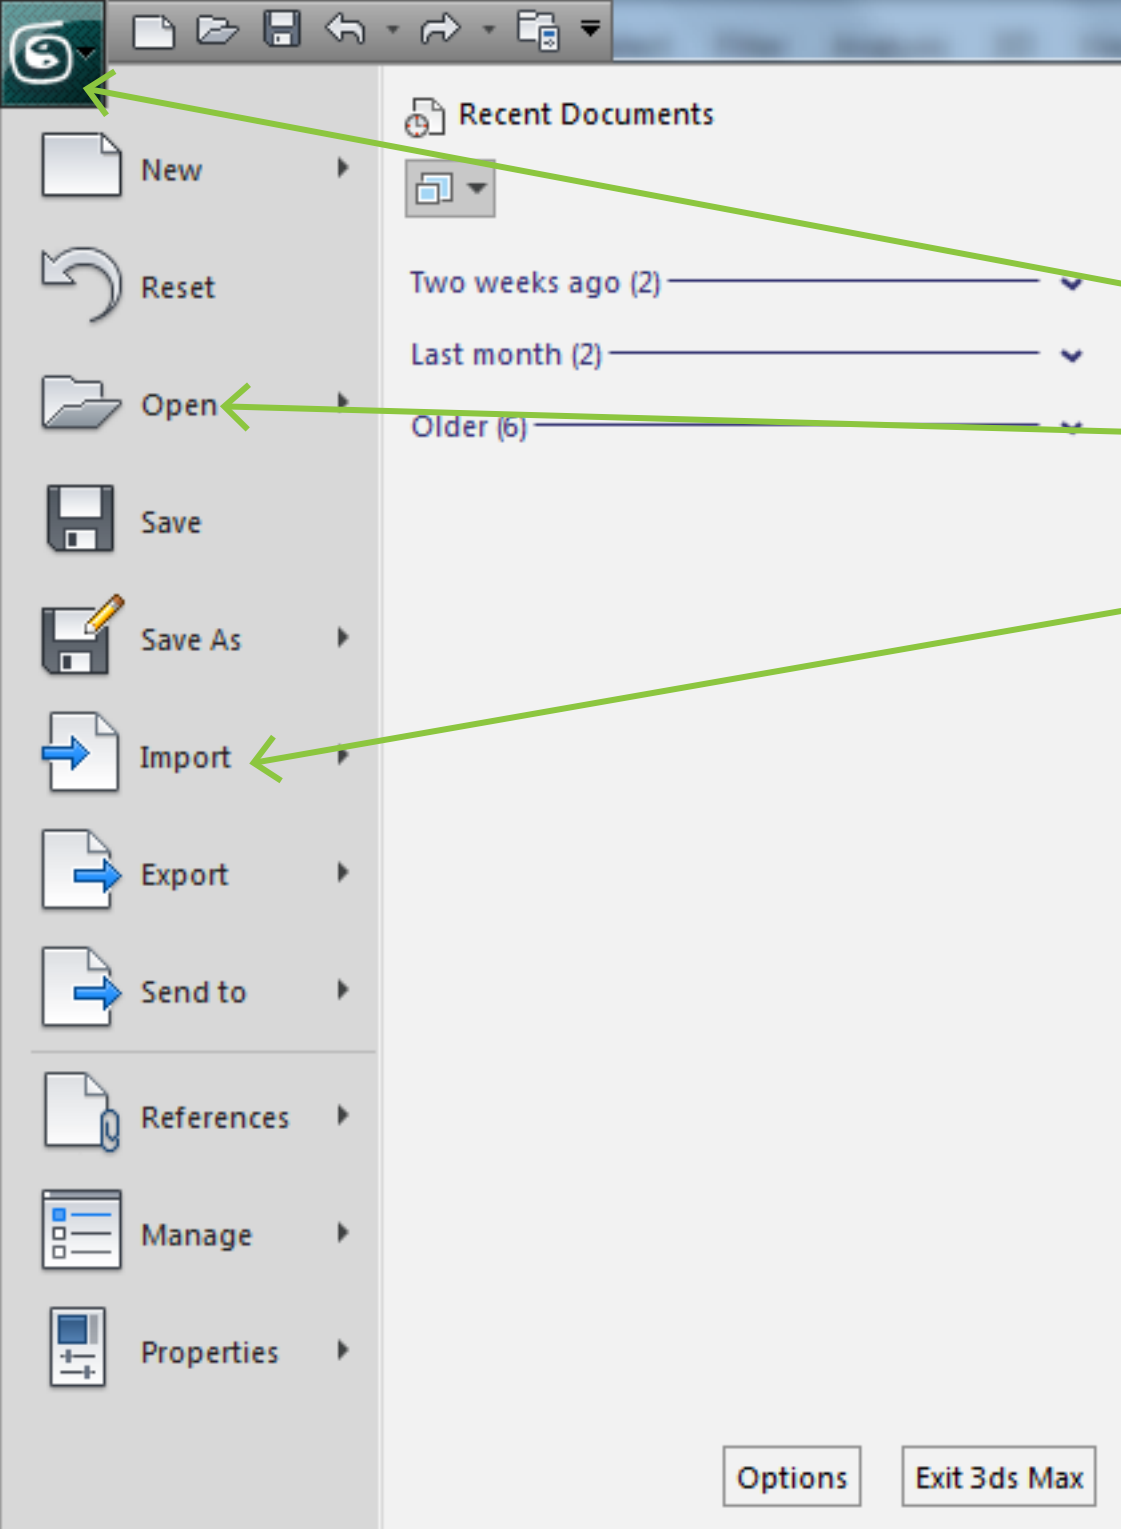 Recent Documents
New
Reset
Open
Save
Save As
Import
Export
Send to
References
Manage
Properties
Two weeks ago (2)
Last month (2)
Older (6)
Options
Exit 3ds Max